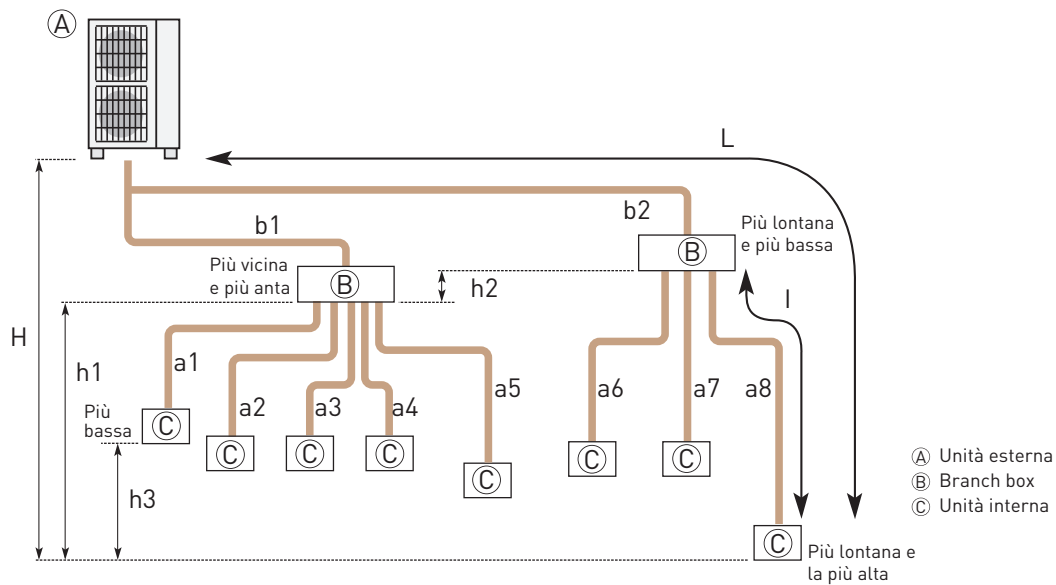 Ⓐ
L
b2
Più lontana
e più bassa
b1
Ⓑ
Più vicina
e più anta
Ⓑ
h2
l
H
h1
a1
a2
a3
a4
a5
a6
a7
a8
Più
bassa
Ⓒ
Ⓒ
Ⓒ
Ⓒ
Ⓒ
Ⓒ
Ⓒ
h3
Ⓒ
Più lontana e
la più alta
Ⓐ Unità esterna
Ⓑ Branch box
Ⓒ Unità interna